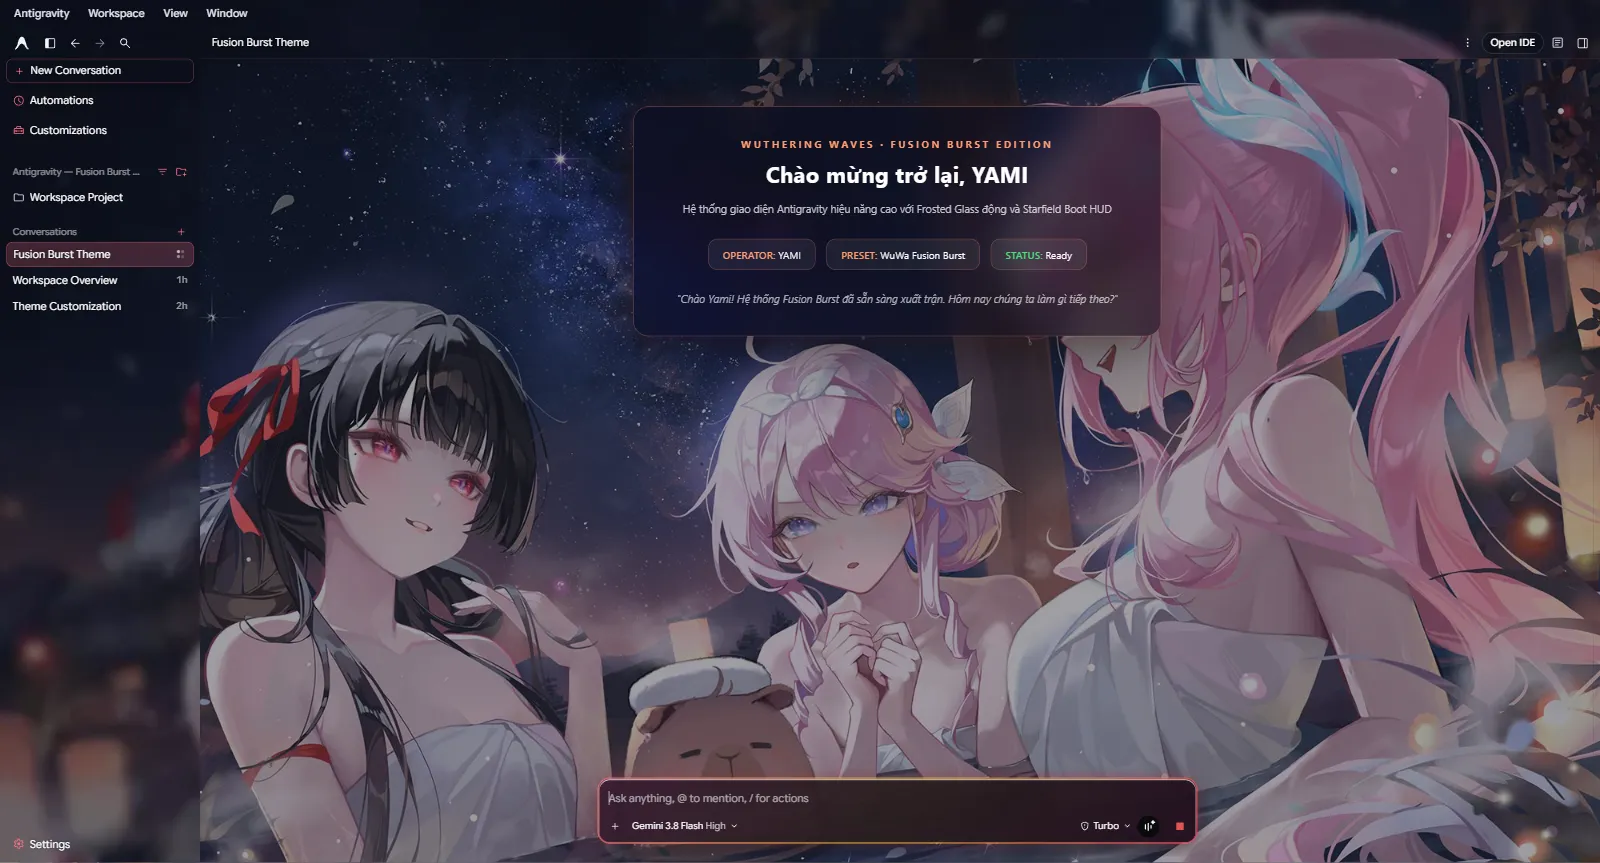 Antigravity Workspace View Window
Fusion Burst Theme
Open IDE
New Conversation
Automations
Customizations
Antigravity — Fusion Burst ...
Workspace Project
Conversations
Fusion Burst Theme
Workspace Overview 1h
Theme Customization 2h
Settings
WUTHERING WAVES • FUSION BURST EDITION
Chào mừng trở lại, YAMI
Hệ thống giao diện Antigravity hiệu năng cao với Frosted Glass động và Starfield Boot HUD
OPERATOR: YAMI PRESET: WuWa Fusion Burst STATUS: Ready
"Chào Yami! Hệ thống Fusion Burst đã sẵn sàng xuất trận. Hôm nay chúng ta làm gì tiếp theo?"
Ask anything, @ to mention, / for actions
Gemini 3.8 Flash High Turbo